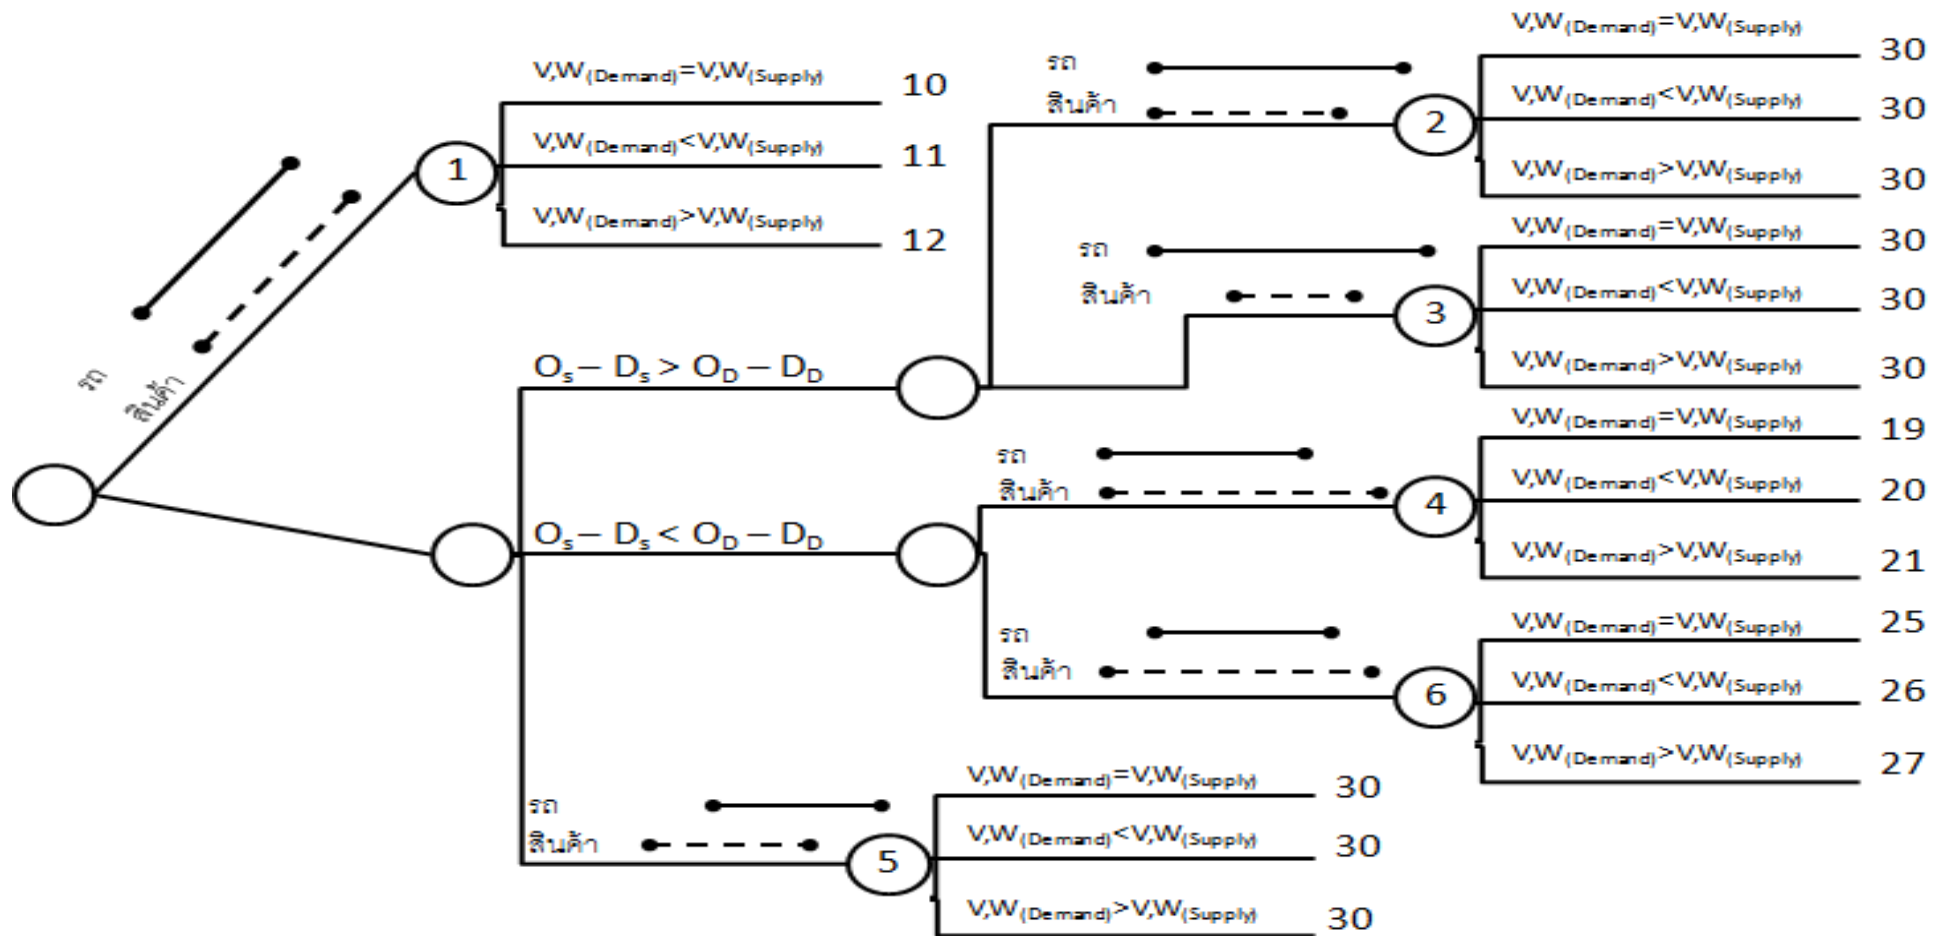 V,W(Demand)=V,W(Supply) 10
V,W(Demand)<V,W(Supply) 11
V,W(Demand)>V,W(Supply) 12
1
รถ
สินค้า
รถ
สินค้า
2
V,W(Demand)=V,W(Supply) 30
V,W(Demand)<V,W(Supply) 30
V,W(Demand)>V,W(Supply) 30
รถ
สินค้า
3
V,W(Demand)=V,W(Supply) 30
V,W(Demand)<V,W(Supply) 30
V,W(Demand)>V,W(Supply) 30
Os – Ds > OD – DD
Os – Ds < OD – DD
รถ
สินค้า
4
V,W(Demand)=V,W(Supply) 19
V,W(Demand)<V,W(Supply) 20
V,W(Demand)>V,W(Supply) 21
รถ
สินค้า
6
V,W(Demand)=V,W(Supply) 25
V,W(Demand)<V,W(Supply) 26
V,W(Demand)>V,W(Supply) 27
รถ
สินค้า
5
V,W(Demand)=V,W(Supply) 30
V,W(Demand)<V,W(Supply) 30
V,W(Demand)>V,W(Supply) 30